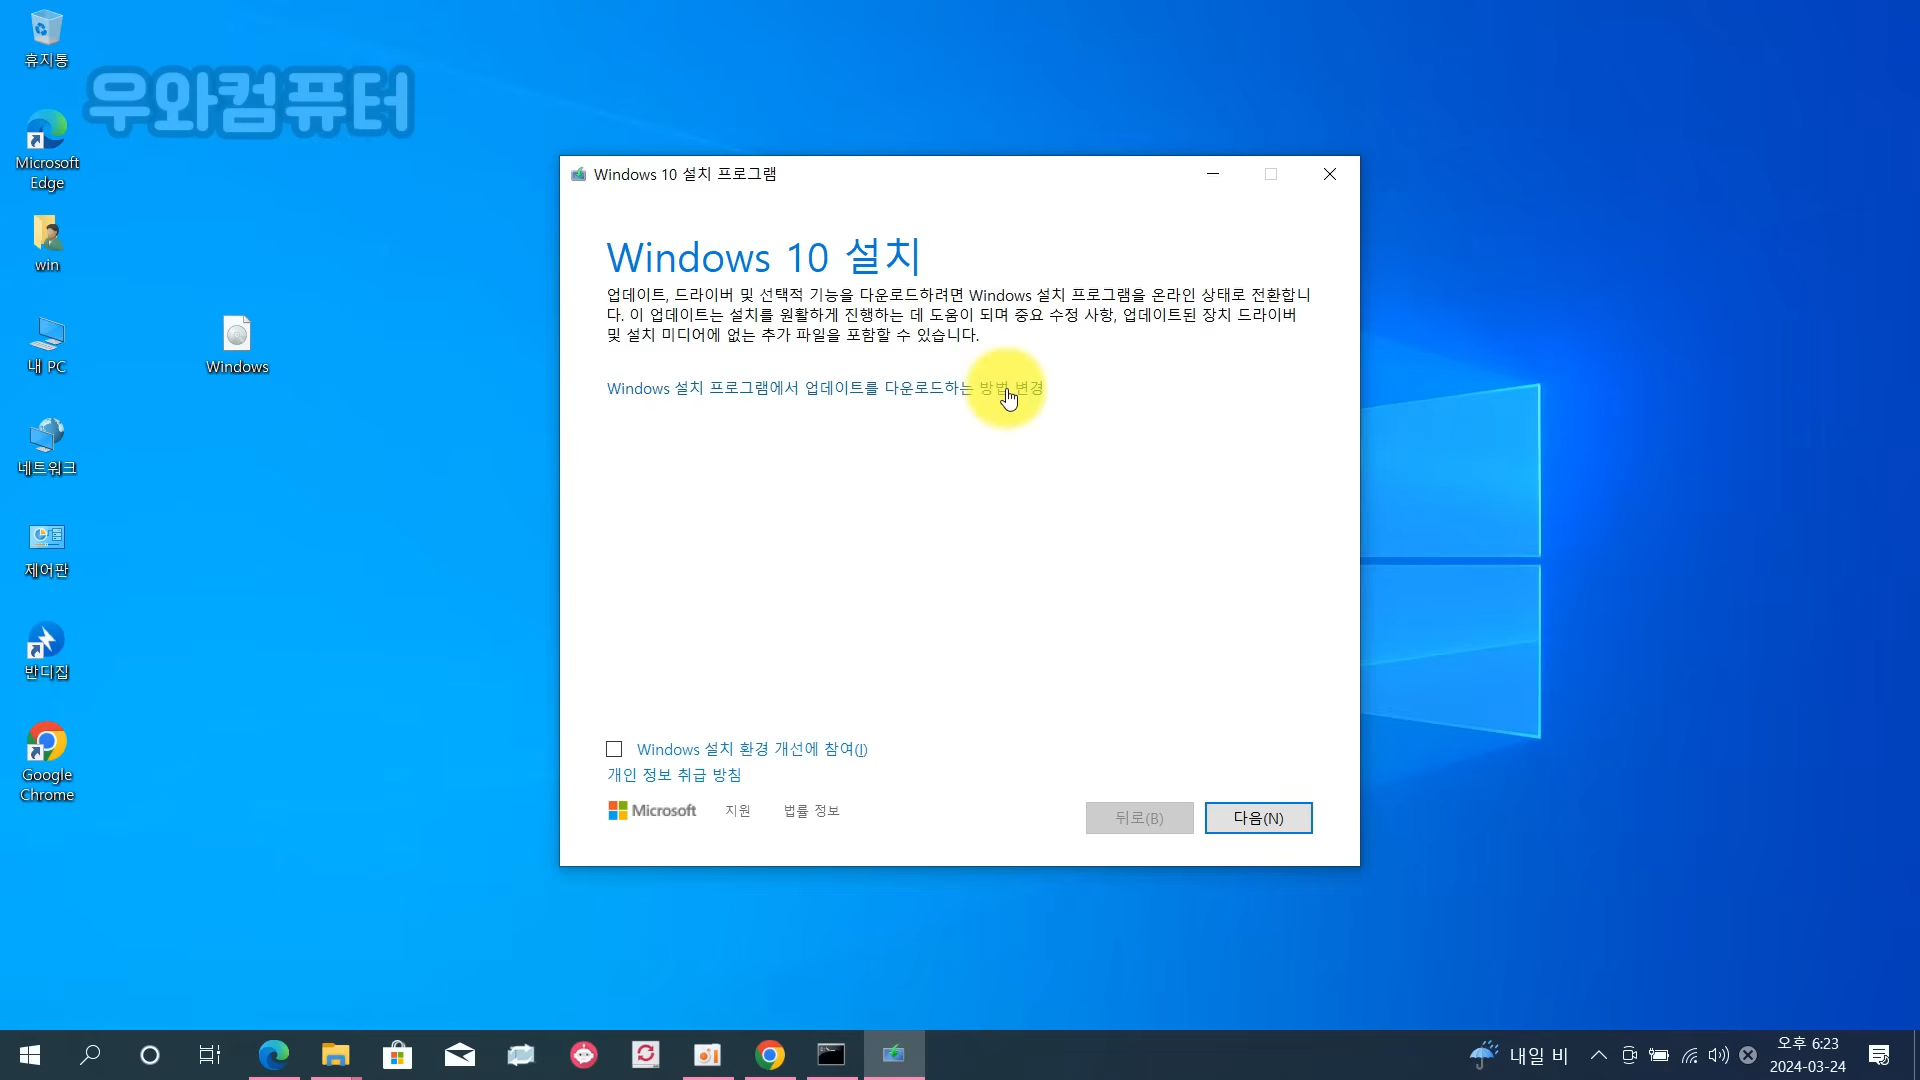 휴지통
우와컴퓨터
Microsoft
Edge
win
내 PC
Windows
네트워크
제어판
반디집
Google
Chrome
Windows 10 설치 프로그램
Windows 10 설치
업데이트, 드라이버 및 선택적 기능을 다운로드하려면 Windows 설치 프로그램을 온라인 상태로 전환합니
다. 이 업데이트는 설치를 원활하게 진행하는 데 도움이 되며 중요 수정 사항, 업데이트된 장치 드라이버
및 설치 미디어에 없는 추가 파일을 포함할 수 있습니다.
Windows 설치 프로그램에서 업데이트를 다운로드하는 방법 변경
Windows 설치 환경 개선에 참여(I)
개인 정보 취급 방침
Microsoft 지원 법률 정보
뒤로(B) 다음(N)
내일 비
오후 6:23
2024-03-24